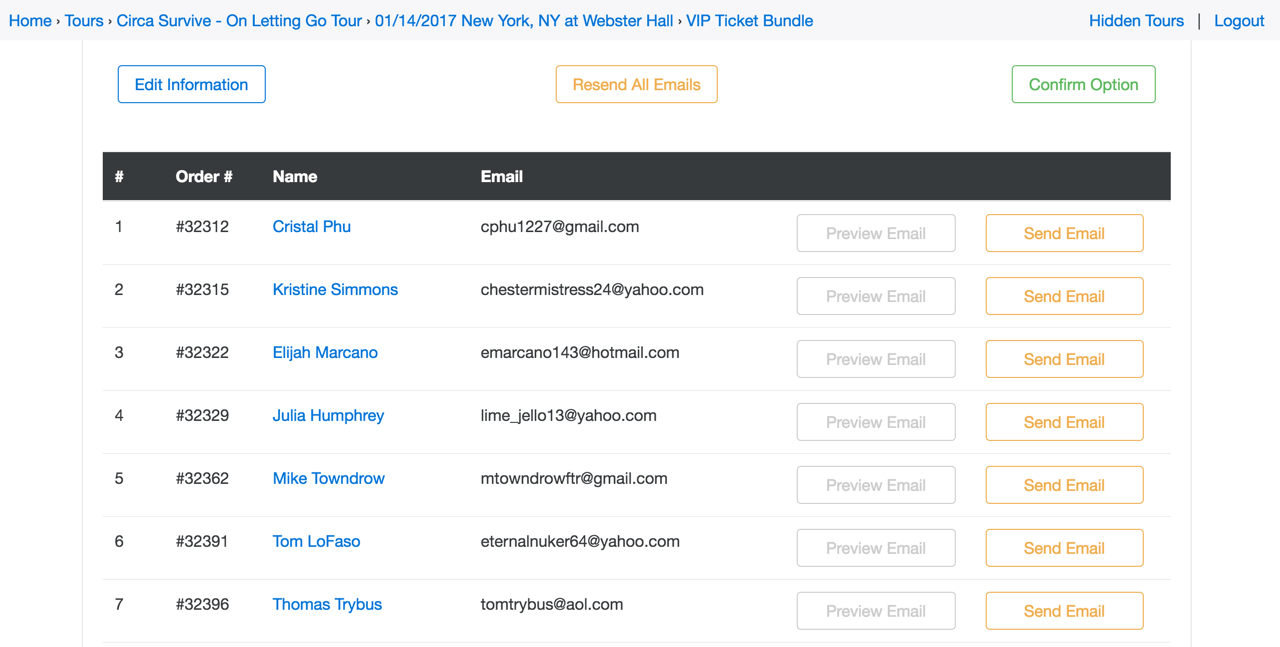 Home › Tours › Circa Survive - On Letting Go Tour › 01/14/2017 New York, NY at Webster Hall › VIP Ticket Bundle Hidden Tours | Logout
Edit Information Resend All Emails Confirm Option
# Order # Name Email
1 #32312 Cristal Phu cphu1227@gmail.com Preview Email Send Email
2 #32315 Kristine Simmons chestermistress24@yahoo.com Preview Email Send Email
3 #32322 Elijah Marcano emarcano143@hotmail.com Preview Email Send Email
4 #32329 Julia Humphrey lime_jello13@yahoo.com Preview Email Send Email
5 #32362 Mike Towndrow mtowndrowftr@gmail.com Preview Email Send Email
6 #32391 Tom LoFaso eternalnuker64@yahoo.com Preview Email Send Email
7 #32396 Thomas Trybus tomtrybus@aol.com Preview Email Send Email